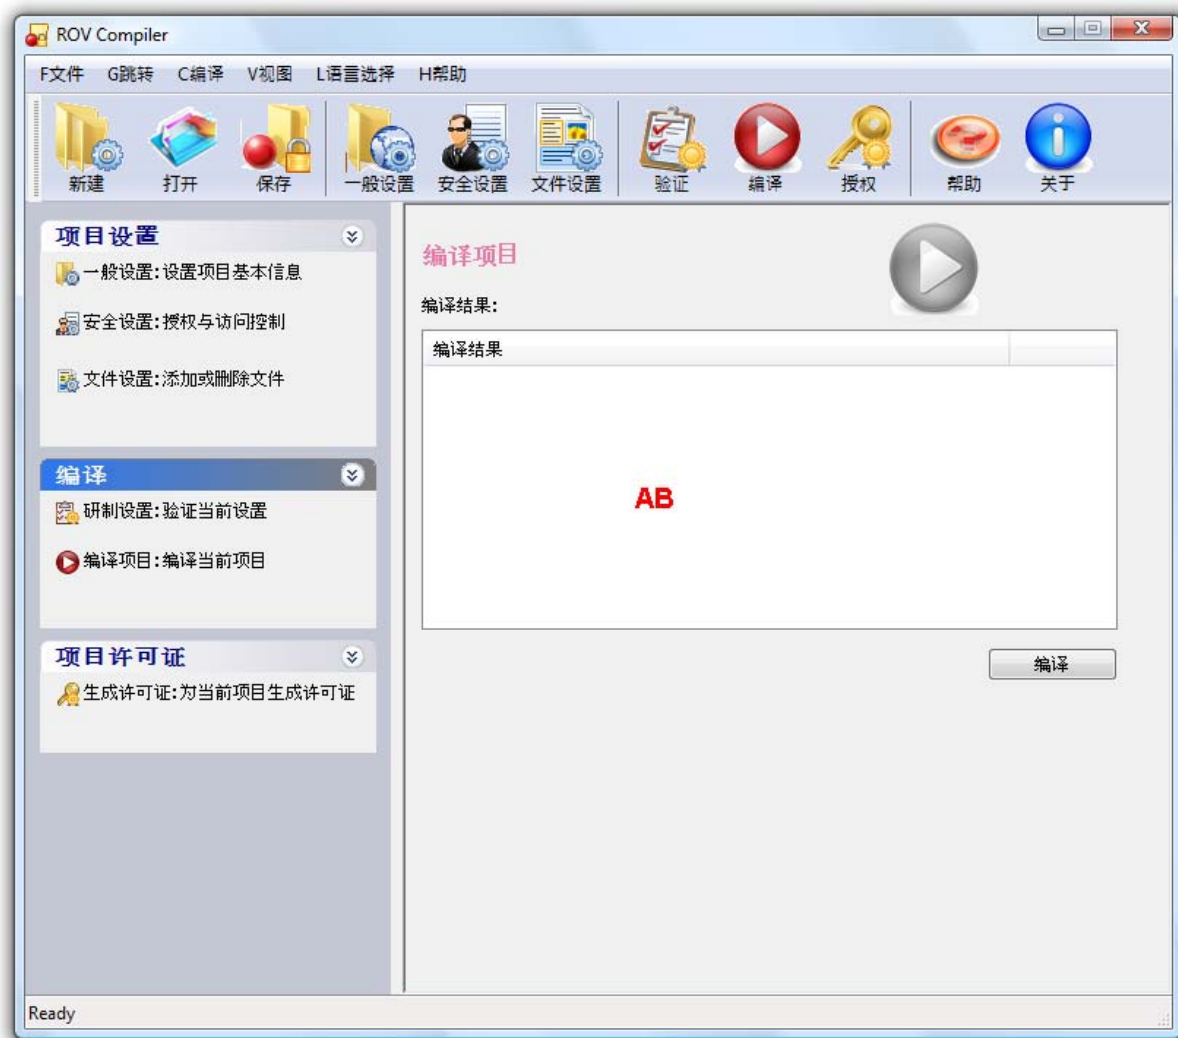 ROV Compiler
F文件 G跳转 C编译 V视图 L语言选择 H帮助
新建 打开 保存 一般设置 安全设置 文件设置 验证 编译 授权 帮助 关于
项目设置
一般设置:设置项目基本信息
安全设置:授权与访问控制
文件设置:添加或删除文件
编译
研制设置:验证当前设置
编译项目:编译当前项目
项目许可证
生成许可证:为当前项目生成许可证
编译项目
编译结果:
编译结果
AB
编译
Ready